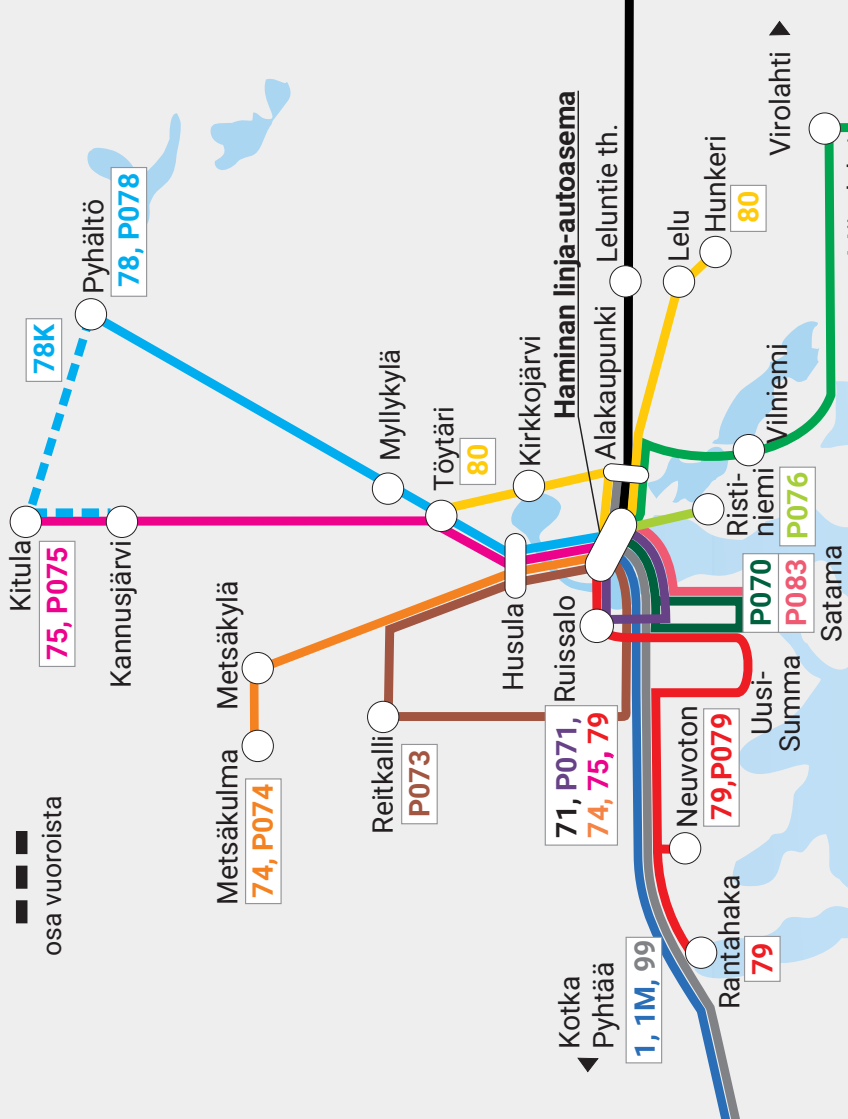 Kitula
78K
75, P075
osa vuoroista
Pyhältö
78, P078
Kannusjärvi
Metsäkulma
74, P074
Metsäkylä
Reitkalli
P073
Myllykylä
Töytäri
80
Kirkkojärvi
Husula
Haminan linja-autoasema
Alakaupunki
Leluntie th.
Ruissalo
71, P071,
74, 75, 79
Kotka
Pyhtää
1, 1M, 99
Lelu
Hunkeri
80
Neuvoton
79,P079
Rantahaka
79
Uusi-
Summa
P070
P083
Satama
Risti-
niemi
P076
Vilniemi
Virolahti